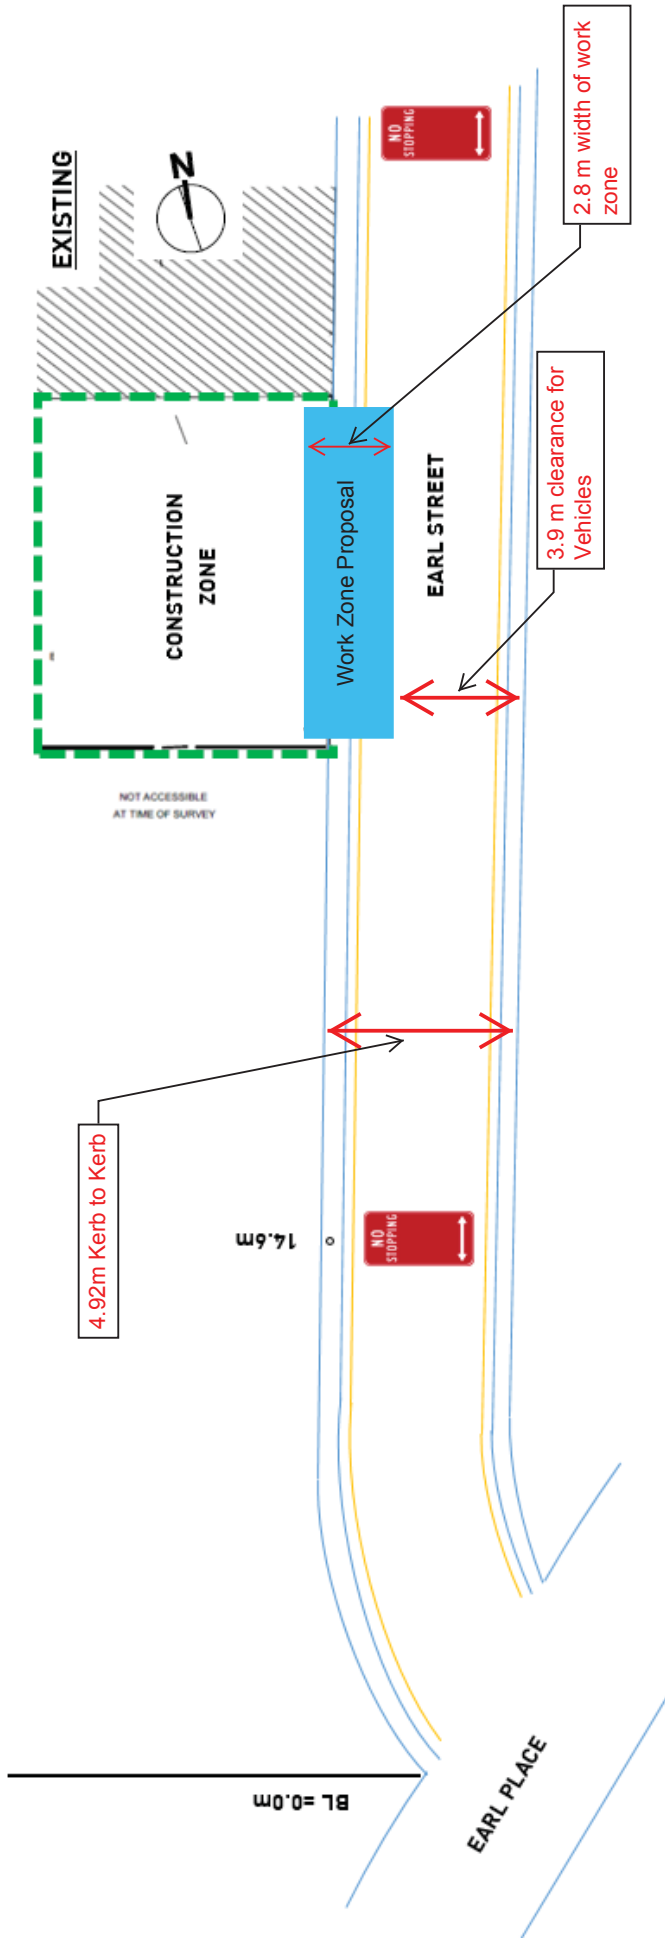 EXISTING
N
NO
STOPPING
2.8 m width of work
zone
CONSTRUCTION
ZONE
Work Zone Proposal
EARL STREET
3.9 m clearance for
Vehicles
NOT ACCESSIBLE
AT TIME OF SURVEY
4.92m Kerb to Kerb
14.6m
NO
STOPPING
BL =0.0m
EARL PLACE